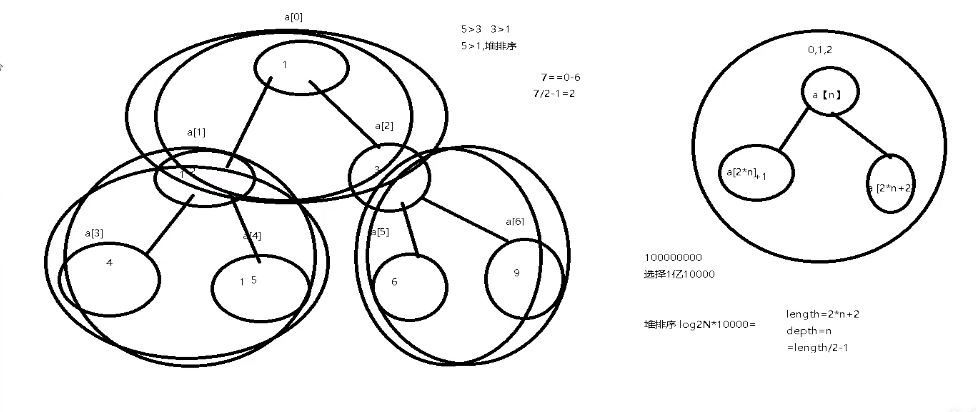 a[0]
5>3 3>1
5>1,堆排序
7==0-6
7/2-1=2
1
a[1]
a[2]
a[3]
4
a[4]
1 5
a[5]
6
a[6]
9
0,1,2
a【n】
a[2*n]+1
a[2*n+2
100000000
选择1亿10000
堆排序 log2N*10000=
length=2*n+2
depth=n
=length/2-1